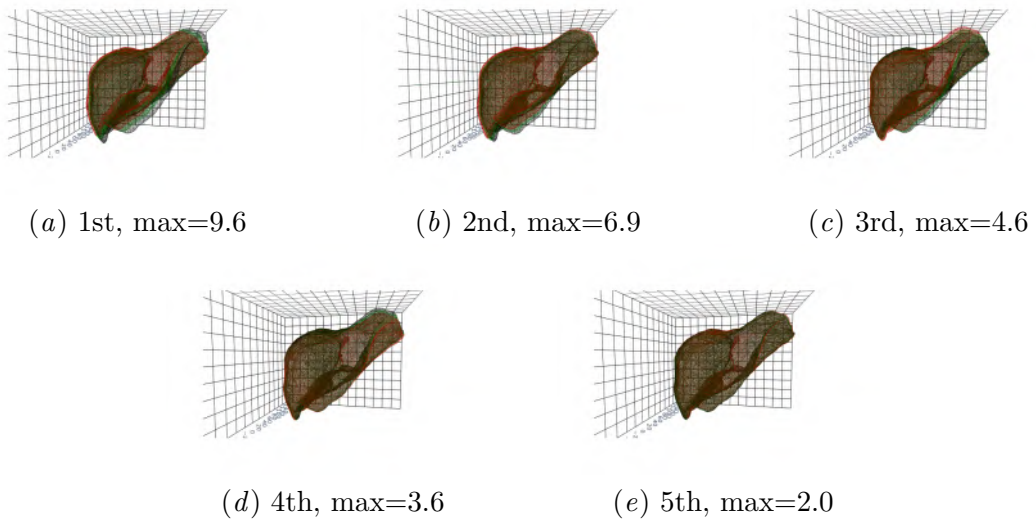 (a) 1st, max=9.6
(b) 2nd, max=6.9
(c) 3rd, max=4.6
(d) 4th, max=3.6
(e) 5th, max=2.0